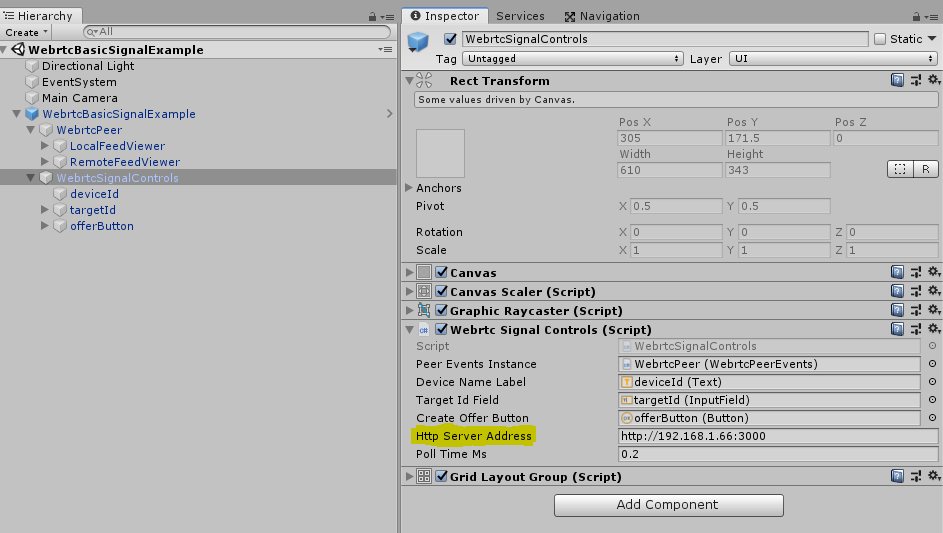 Hierarchy
Create
All
WebrtcBasicSignalExample
Directional Light
EventSystem
Main Camera
WebrtcBasicSignalExample
WebrtcPeer
LocalFeedViewer
RemoteFeedViewer
WebrtcSignalControls
deviceId
targetId
offerButton
Inspector Services Navigation
WebrtcSignalControls Static
Tag Untagged Layer UI
Rect Transform
Some values driven by Canvas.
Pos X Pos Y Pos Z
305 171.5 0
Width Height
610 343
R
Anchors
Pivot X 0.5 Y 0.5
Rotation X 0 Y 0 Z 0
Scale X 1 Y 1 Z 1
Canvas
Canvas Scaler (Script)
Graphic Raycaster (Script)
Webrtc Signal Controls (Script)
Script WebrtcSignalControls
Peer Events Instance WebrtcPeer (WebrtcPeerEvents)
Device Name Label deviceId (Text)
Target Id Field targetId (InputField)
Create Offer Button offerButton (Button)
Http Server Address http://192.168.1.66:3000
Poll Time Ms 0.2
Grid Layout Group (Script)
Add Component